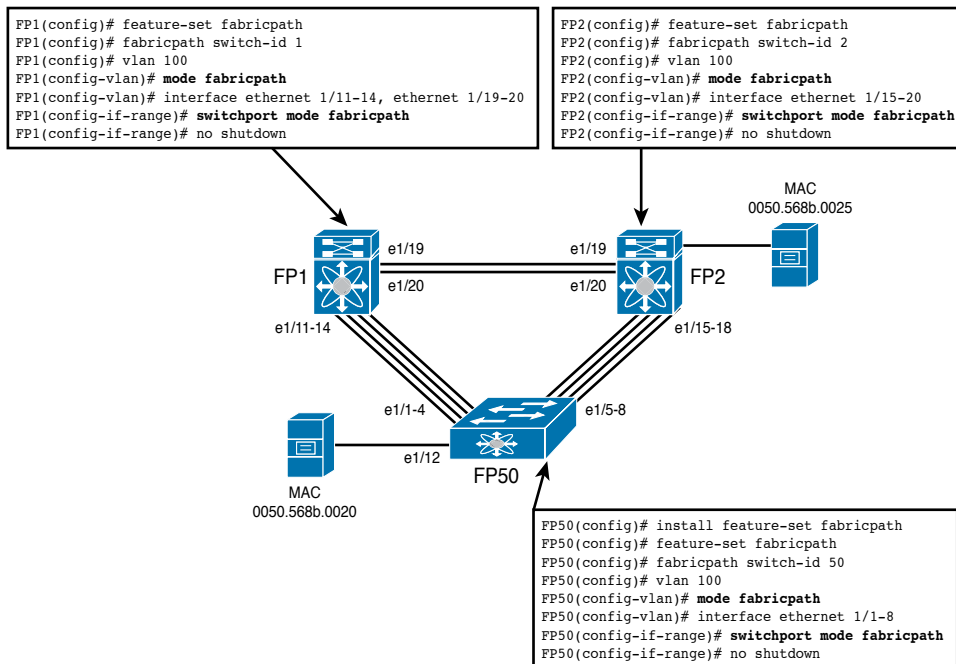 FP1(config)# feature-set fabricpath
FP1(config)# fabricpath switch-id 1
FP1(config)# vlan 100
FP1(config-vlan)# mode fabricpath
FP1(config-vlan)# interface ethernet 1/11-14, ethernet 1/19-20
FP1(config-if-range)# switchport mode fabricpath
FP1(config-if-range)# no shutdown
FP2(config)# feature-set fabricpath
FP2(config)# fabricpath switch-id 2
FP2(config)# vlan 100
FP2(config-vlan)# mode fabricpath
FP2(config-vlan)# interface ethernet 1/15-20
FP2(config-if-range)# switchport mode fabricpath
FP2(config-if-range)# no shutdown
MAC
0050.568b.0025
e1/19
e1/19
FP1
FP2
e1/20
e1/20
e1/11-14
e1/15-18
e1/1-4
e1/5-8
e1/12
FP50
MAC
0050.568b.0020
FP50(config)# install feature-set fabricpath
FP50(config)# feature-set fabricpath
FP50(config)# fabricpath switch-id 50
FP50(config)# vlan 100
FP50(config-vlan)# mode fabricpath
FP50(config-vlan)# interface ethernet 1/1-8
FP50(config-if-range)# switchport mode fabricpath
FP50(config-if-range)# no shutdown